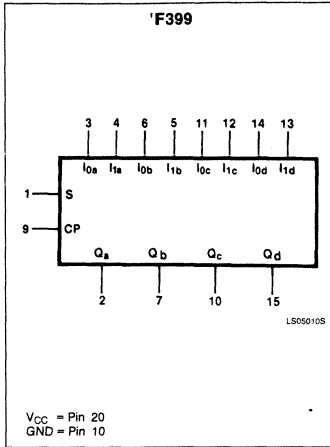 'F399
3 4 6 5 11 12 14 13
I0a I1a I0b I1b I0c I1c I0d I1d
1 S
9 CP
Qa Qb Qc Qd
2 7 10 15
LS05010S
VCC = Pin 20
GND = Pin 10